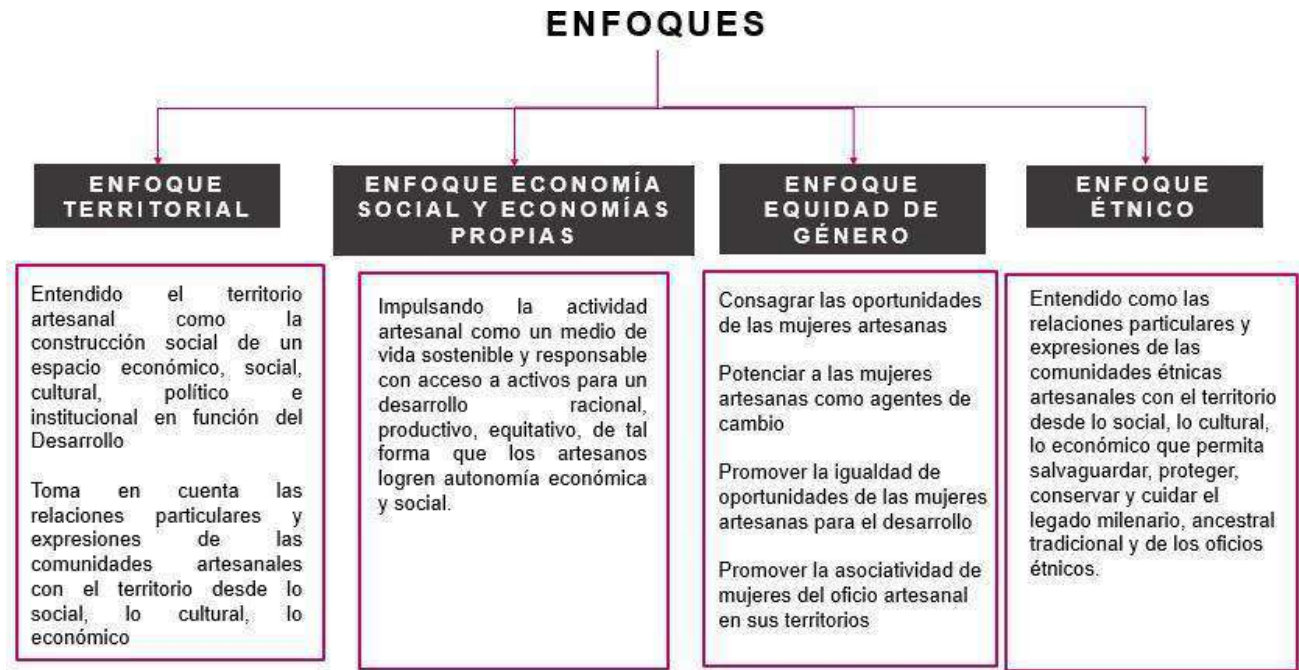 ENFOQUES
ENFOQUE
TERRITORIAL
Entendido el territorio
artesanal como la
construcción social de un
espacio económico, social,
cultural, político e
institucional en función del
Desarrollo
Toma en cuenta las
relaciones particulares y
expresiones de las
comunidades artesanales
con el territorio desde lo
social, lo cultural, lo
económico
ENFOQUE ECONOMÍA
SOCIAL Y ECONOMÍAS
PROPIAS
Impulsando la actividad
artesanal como un medio de
vida sostenible y responsable
con acceso a activos para un
desarrollo racional,
productivo, equitativo, de tal
forma que los artesanos
logren autonomía económica
y social.
ENFOQUE
EQUIDAD DE
GÉNERO
Consagrar las oportunidades
de las mujeres artesanas
Potenciar a las mujeres
artesanas como agentes de
cambio
Promover la igualdad de
oportunidades de las mujeres
artesanas para el desarrollo
Promover la asociatividad de
mujeres del oficio artesanal
en sus territorios
ENFOQUE
ÉTNICO
Entendido como las
relaciones particulares y
expresiones de las
comunidades étnicas
artesanales con el territorio
desde lo social, lo cultural,
lo económico que permita
salvaguardar, proteger,
conservar y cuidar el
legado milenario, ancestral
tradicional y de los oficios
étnicos.